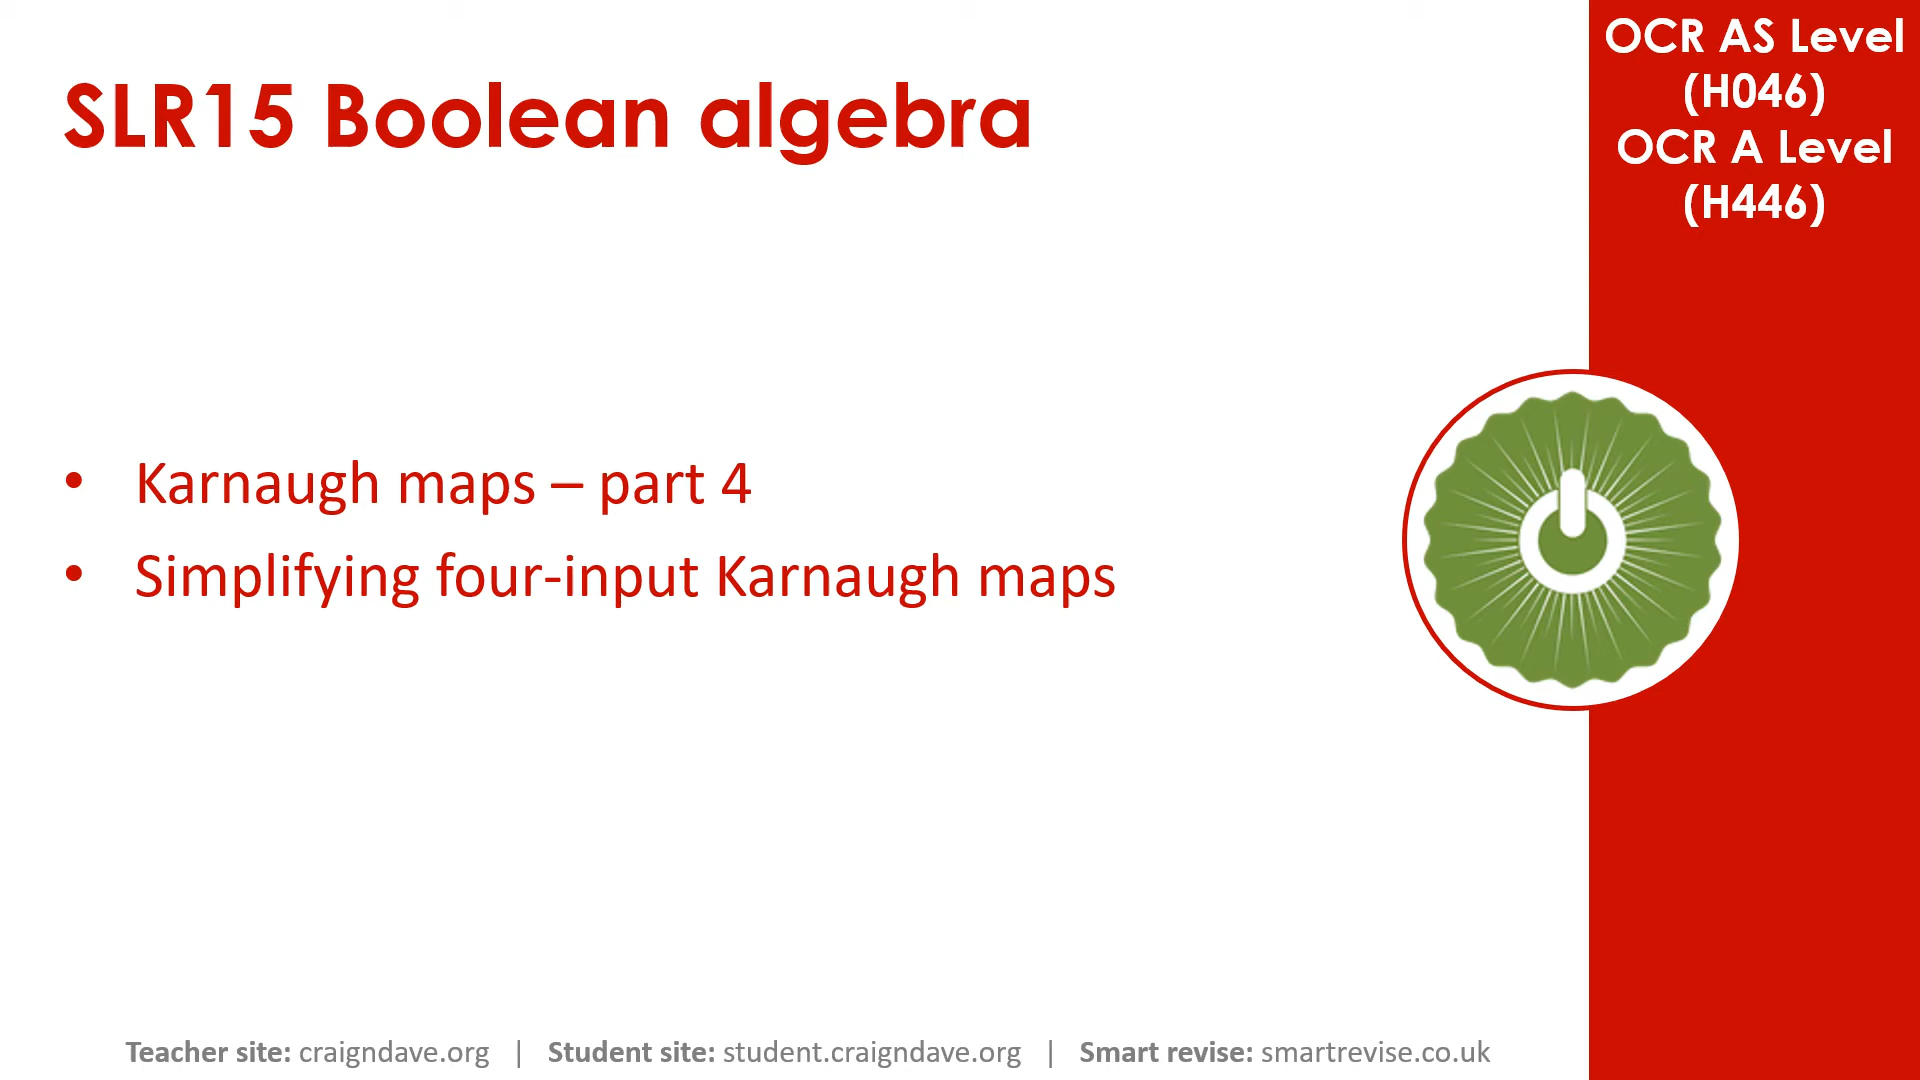 SLR15 Boolean algebra
OCR AS Level
(H046)
OCR A Level
(H446)
• Karnaugh maps – part 4
• Simplifying four-input Karnaugh maps
Teacher site: craigndave.org | Student site: student.craigndave.org | Smart revise: smartrevise.co.uk